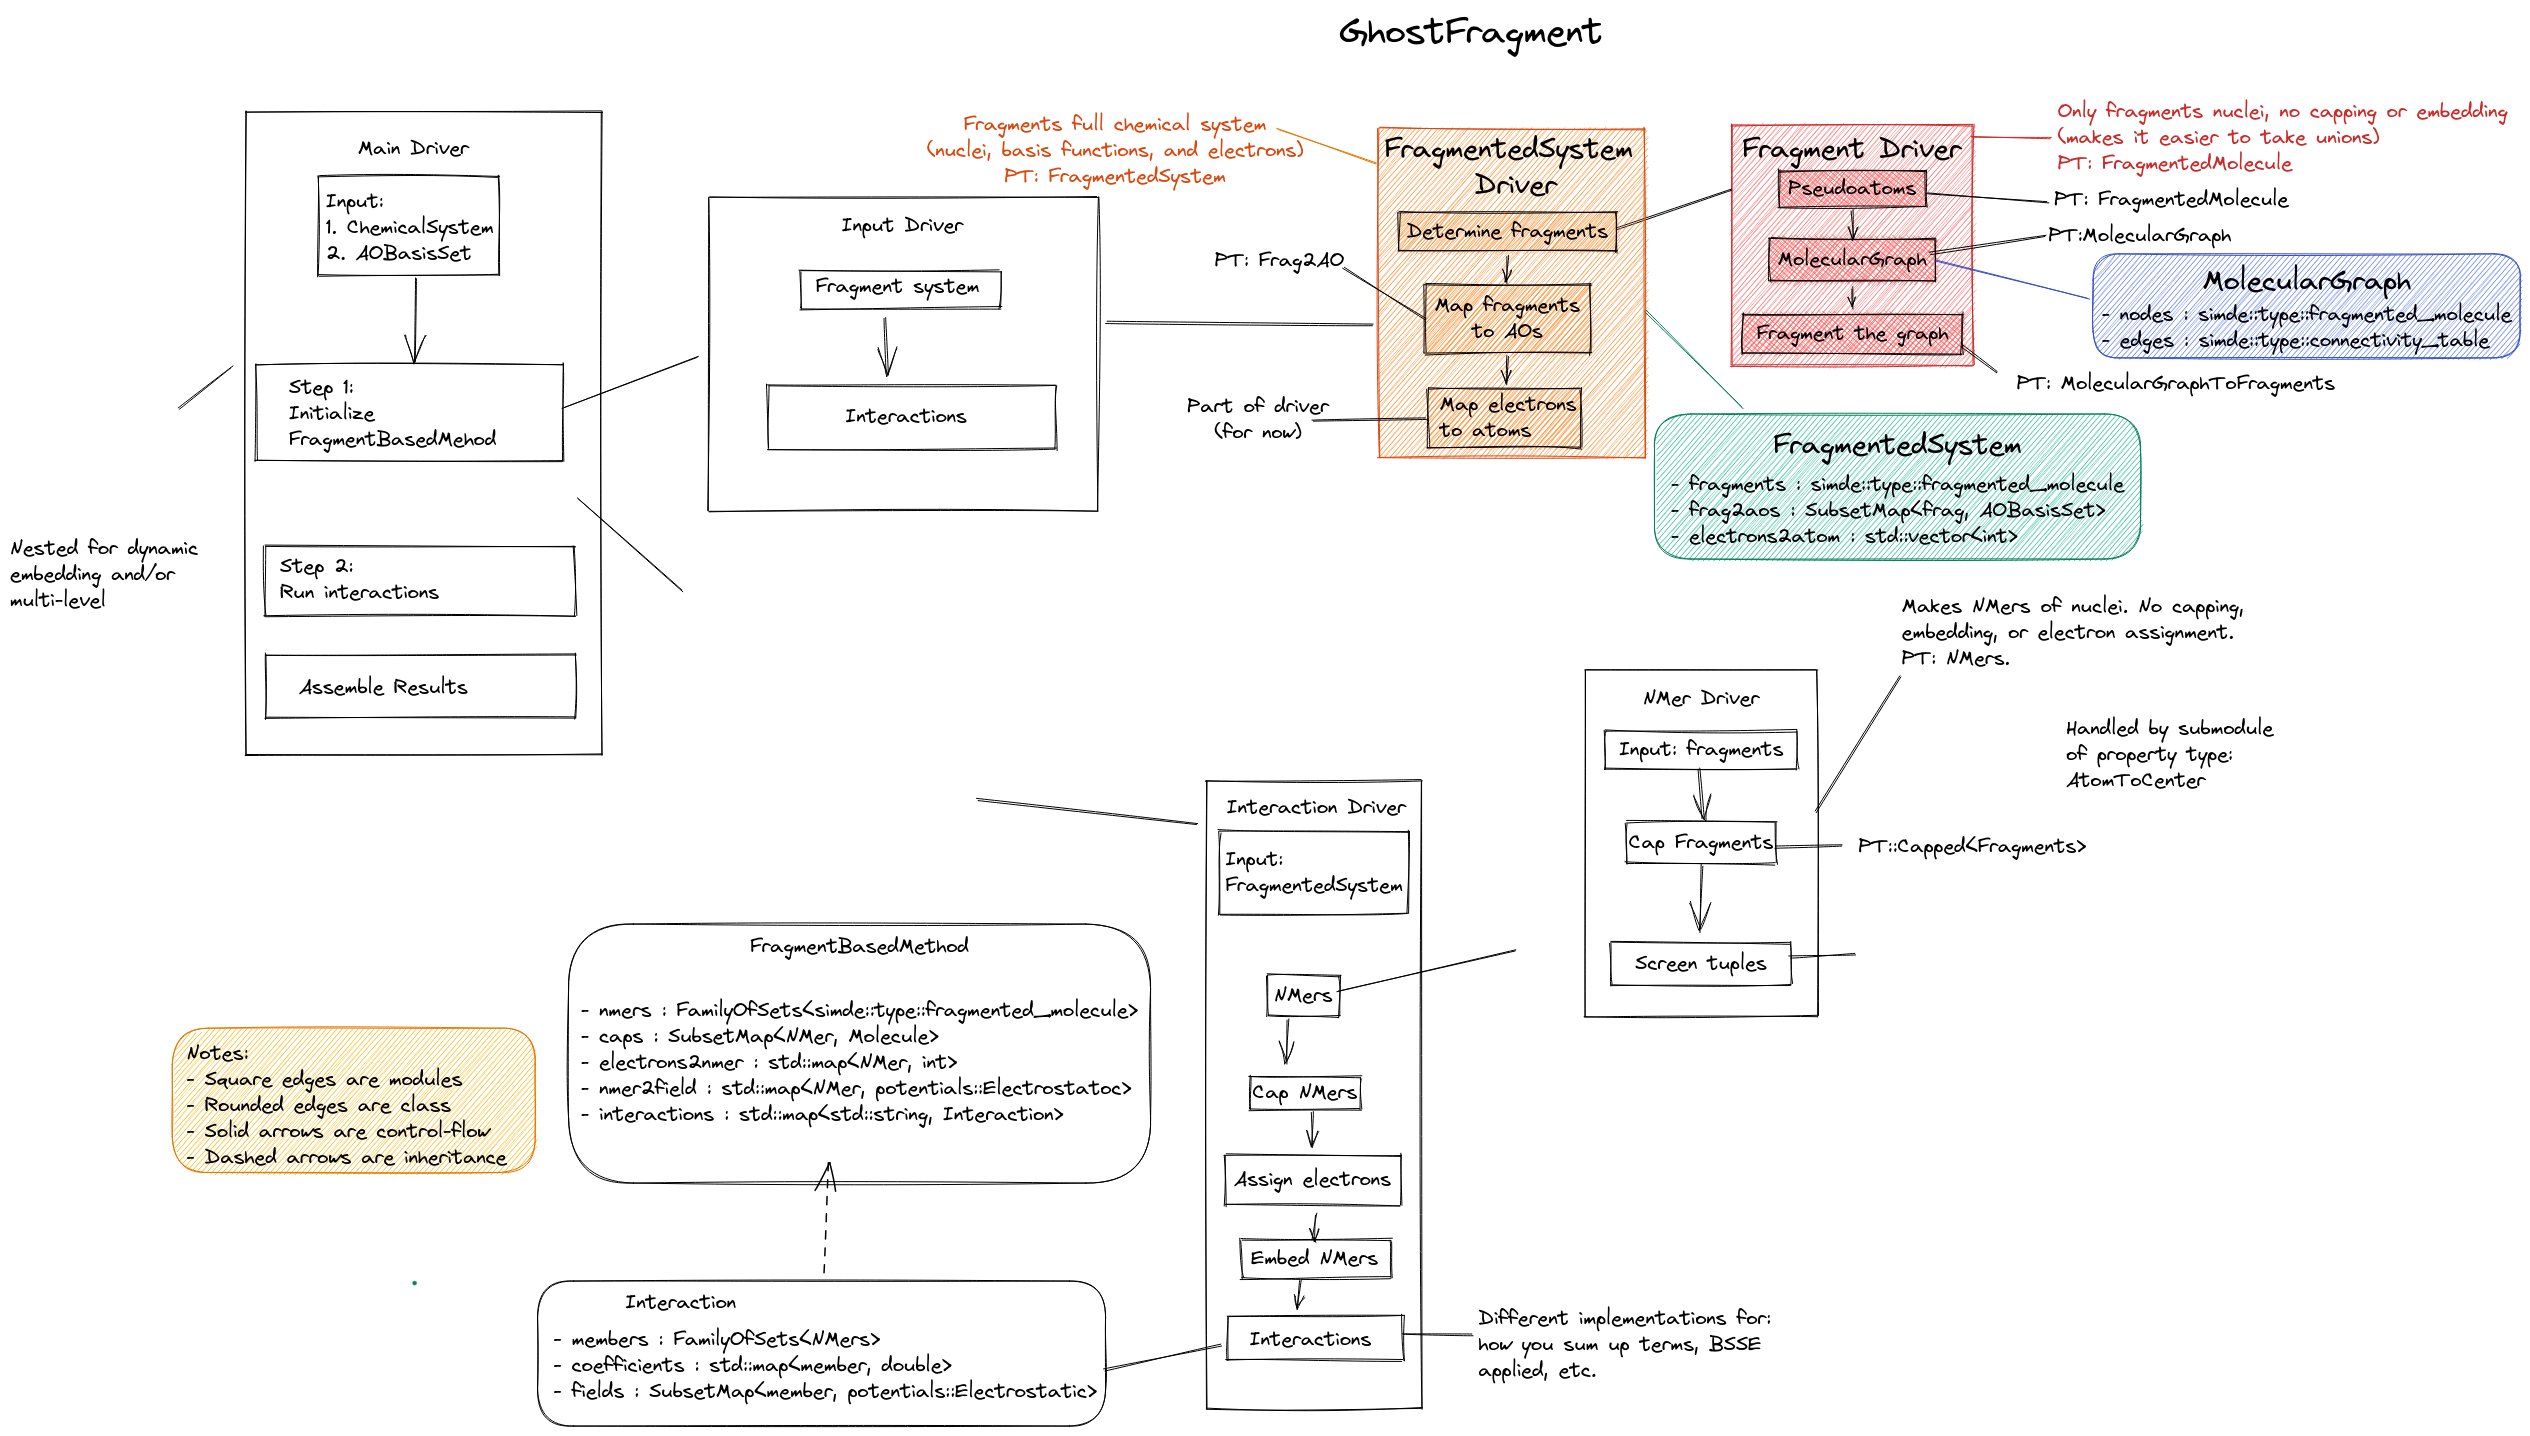 GhostFragment
Main Driver
Input:
1. ChemicalSystem
2. AOBasisSet
Step 1:
Initialize
FragmentBasedMehod
Step 2:
Run interactions
Assemble Results
Nested for dynamic
embedding and/or
multi-level
Input Driver
Fragment system
Interactions
Fragments full chemical system
(nuclei, basis functions, and electrons)
PT: FragmentedSystem
FragmentedSystem
Driver
Determine fragments
Map fragments
to AOs
Map electrons
to atoms
PT: Frag2AO
Part of driver
(for now)
Fragment Driver
Pseudoatoms
MolecularGraph
Fragment the graph
Only fragments nuclei, no capping or embedding
(makes it easier to take unions)
PT: FragmentedMolecule
PT: FragmentedMolecule
PT:MolecularGraph
MolecularGraph
- nodes : simde::type::fragmented_molecule
- edges : simde::type::connectivity_table
PT: MolecularGraphToFragments
FragmentedSystem
- fragments : simde::type::fragmented_molecule
- frag2aos : SubsetMap<frag, AOBasisSet>
- electrons2atom : std::vector<int>
Makes NMers of nuclei. No capping,
embedding, or electron assignment.
PT: NMers.
NMer Driver
Input: fragments
Cap Fragments
Screen tuples
Handled by submodule
of property type:
AtomToCenter
PT::Capped<Fragments>
Interaction Driver
Input:
FragmentedSystem
NMers
Cap NMers
Assign electrons
Embed NMers
Interactions
Different implementations for:
how you sum up terms, BSSE
applied, etc.
FragmentBasedMethod
- nmers : FamilyOfSets<simde::type::fragmented_molecule>
- caps : SubsetMap<NMer, Molecule>
- electrons2nmer : std::map<NMer, int>
- nmer2field : std::map<NMer, potentials::Electrostatoc>
- interactions : std::map<std::string, Interaction>
Interaction
- members : FamilyOfSets<NMers>
- coefficients : std::map<member, double>
- fields : SubsetMap<member, potentials::Electrostatic>
Notes:
- Square edges are modules
- Rounded edges are class
- Solid arrows are control-flow
- Dashed arrows are inheritance